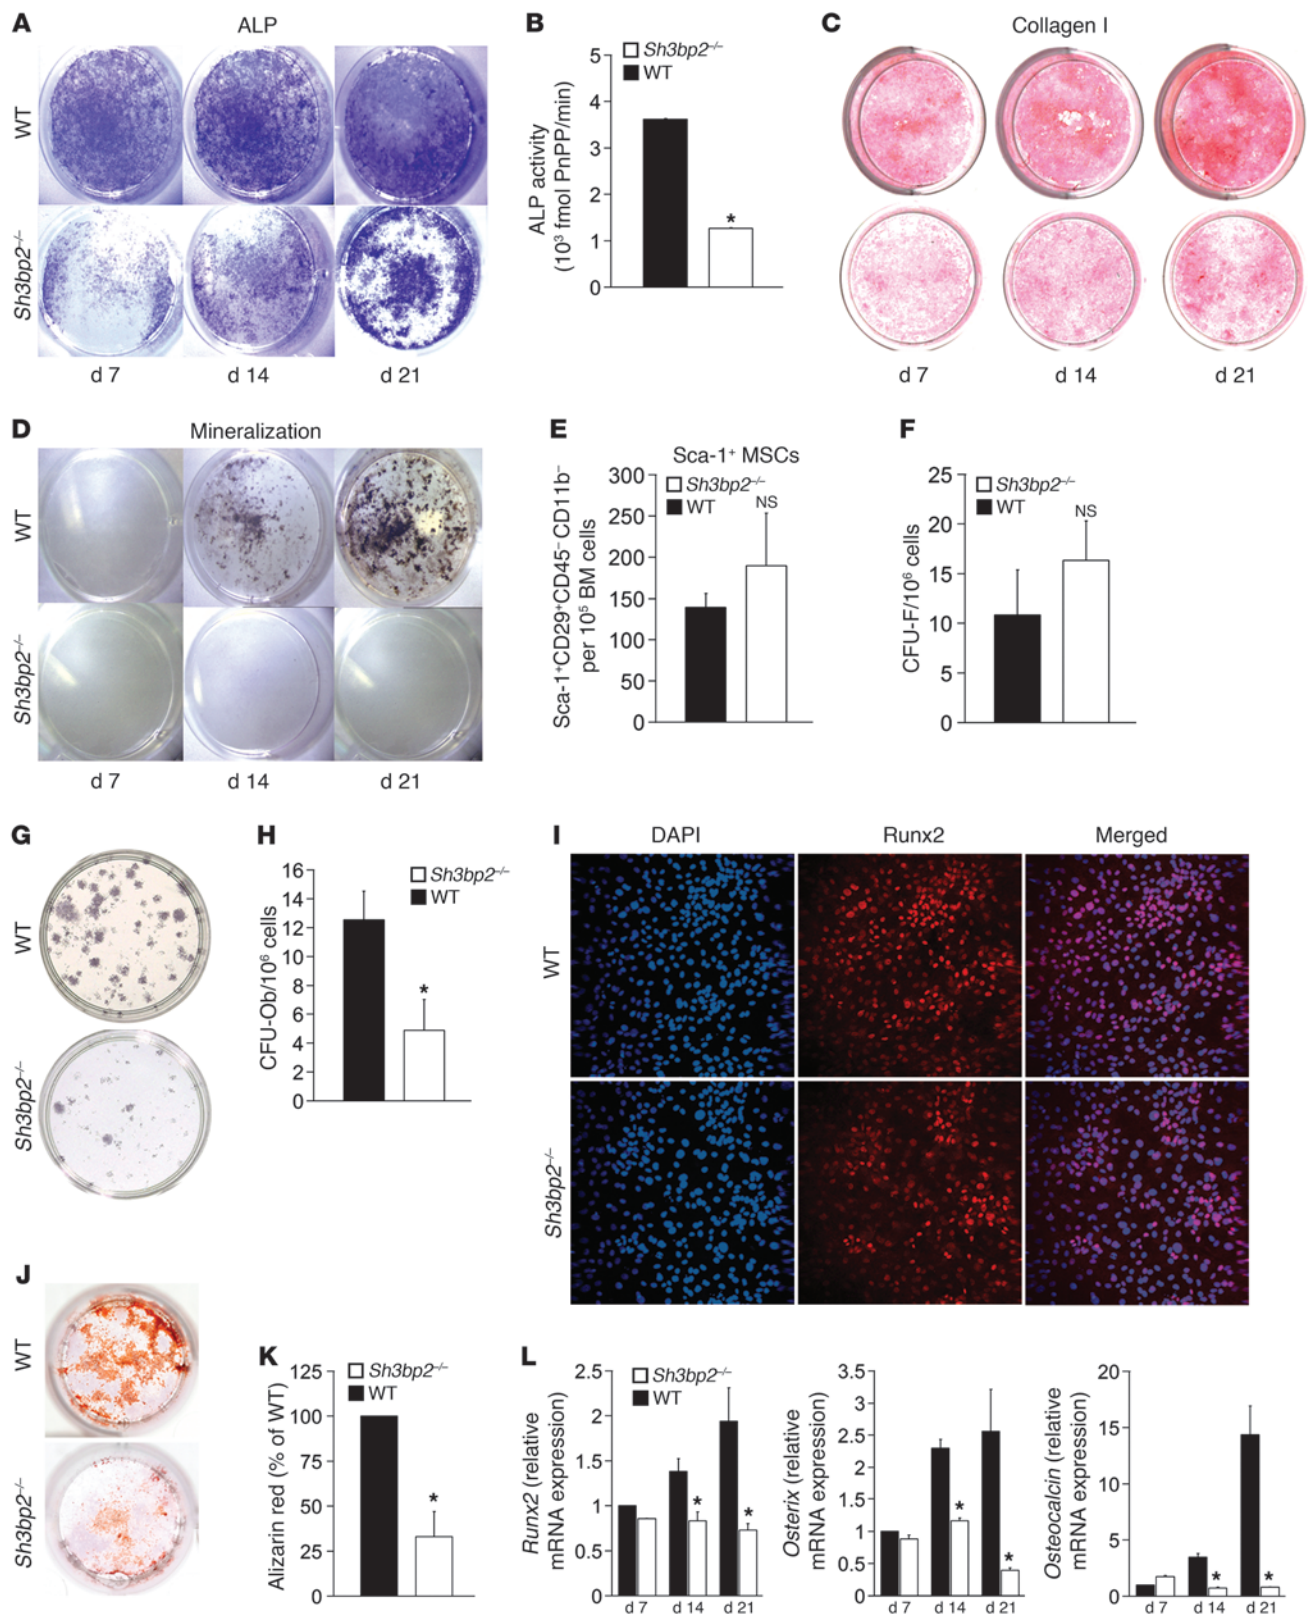 A
ALP
WT
Sh3bp2–/–
d 7
d 14
d 21
B
Sh3bp2–/–
WT
ALP activity
(10³ fmol PnPP/min)
5
4
3
2
1
0
*
C
Collagen I
d 7
d 14
d 21
D
Mineralization
WT
Sh3bp2–/–
d 7
d 14
d 21
E
Sca-1⁺ MSCs
Sh3bp2–/–
WT
NS
Sca-1⁺CD29⁺CD45⁻CD11b⁻
per 10⁵ BM cells
300
250
200
150
100
50
0
F
Sh3bp2–/–
WT
NS
CFU-F/10⁶ cells
25
20
15
10
5
0
G
WT
Sh3bp2–/–
H
Sh3bp2–/–
WT
CFU-Ob/10⁶ cells
16
14
12
10
8
6
4
2
0
*
I
DAPI
Runx2
Merged
WT
Sh3bp2–/–
J
WT
Sh3bp2–/–
K
Sh3bp2–/–
WT
Alizarin red (% of WT)
125
100
75
50
25
0
*
L
Sh3bp2–/–
WT
Runx2 (relative
mRNA expression)
2.5
2
1.5
1
0.5
0
*
*
d 7
d 14
d 21
Osterix (relative
mRNA expression)
3.5
3
2.5
2
1.5
1
0.5
0
*
*
d 7
d 14
d 21
Osteocalcin (relative
mRNA expression)
20
15
10
5
0
*
*
d 7
d 14
d 21